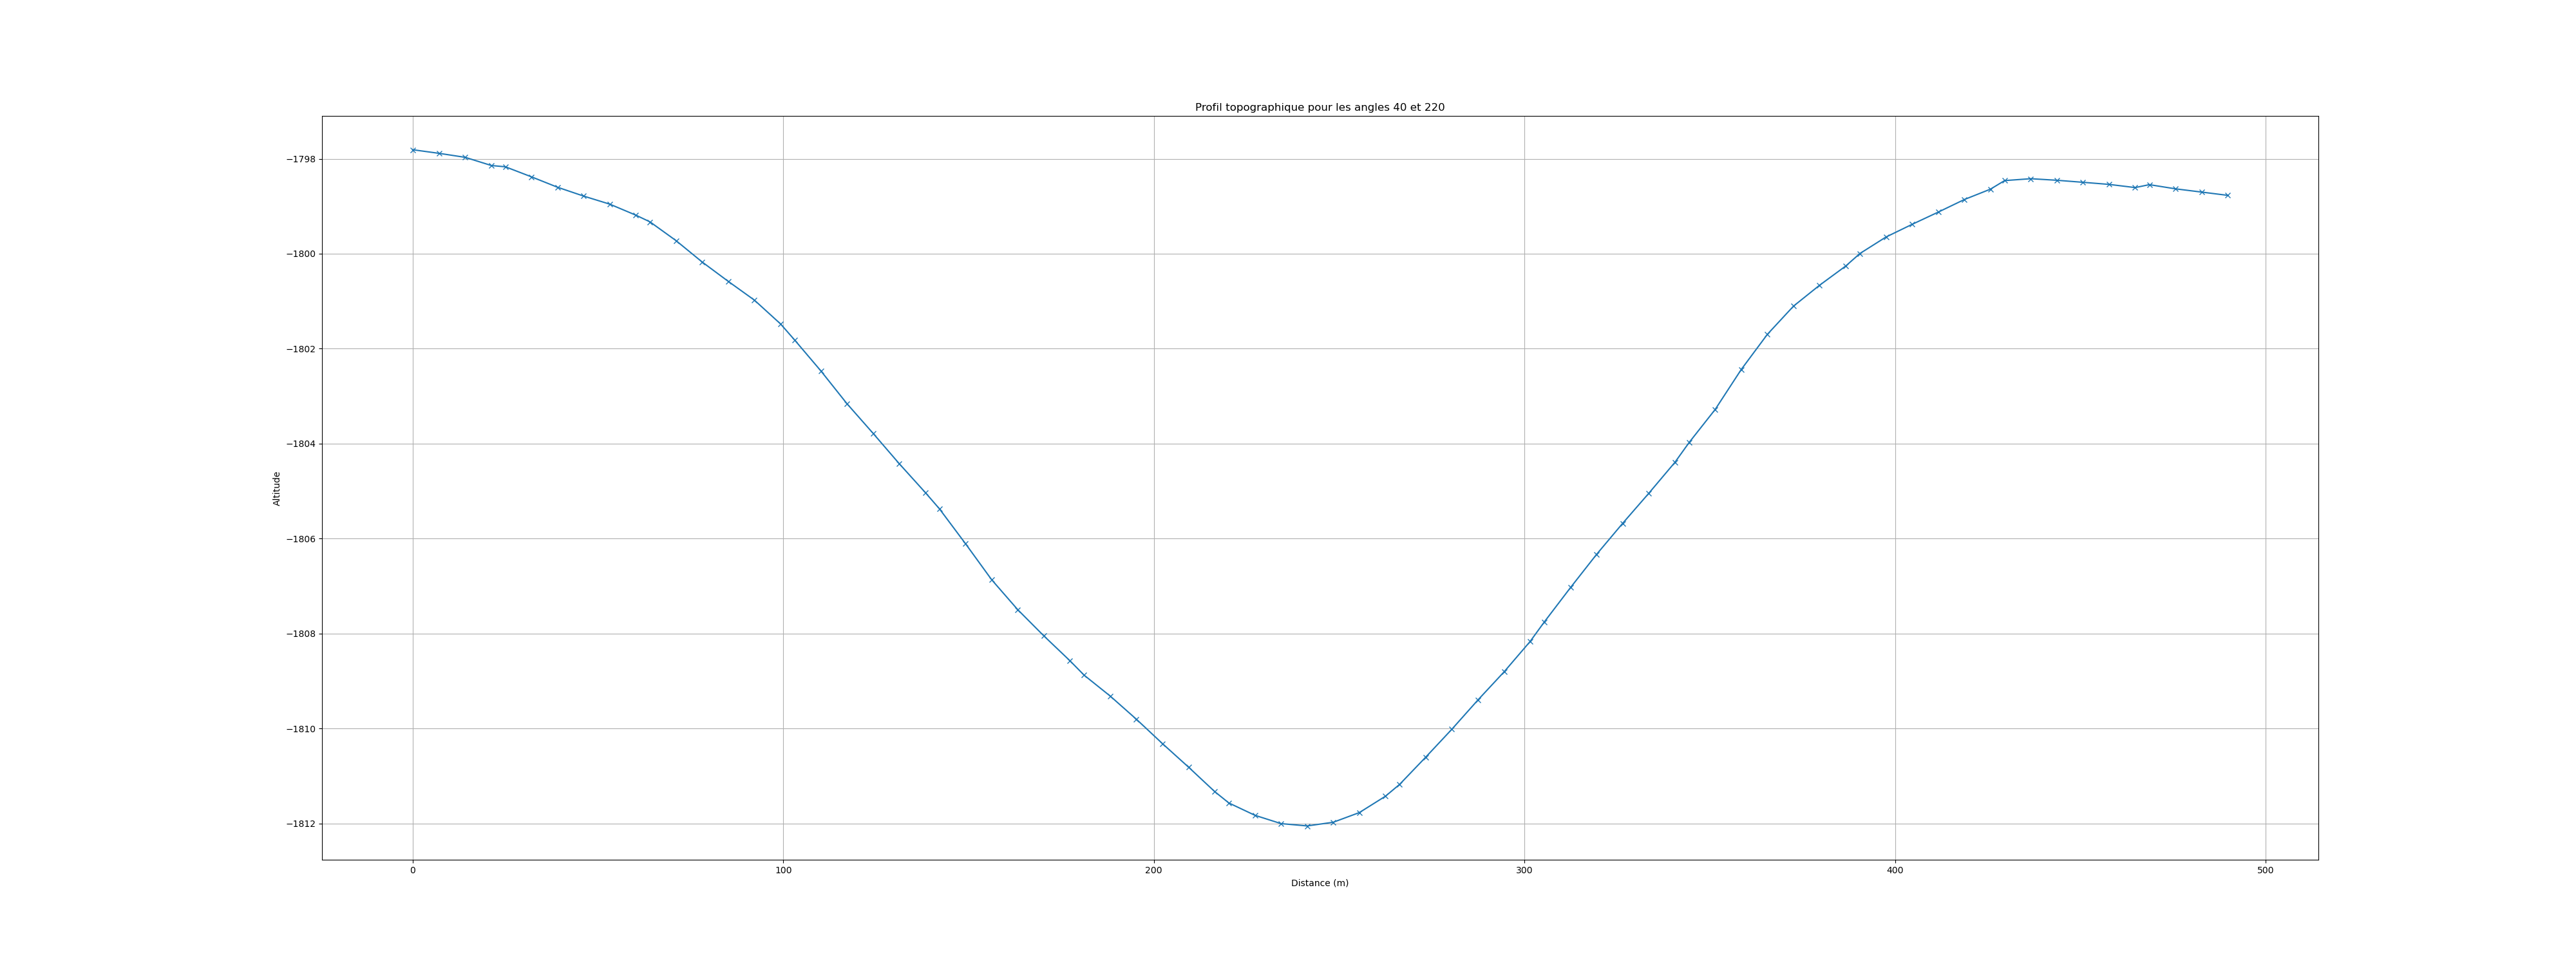 Profil topographique pour les angles 40 et 220
−1798
−1800
−1802
−1804
−1806
−1808
−1810
−1812
Altitude
0 100 200 300 400 500
Distance (m)